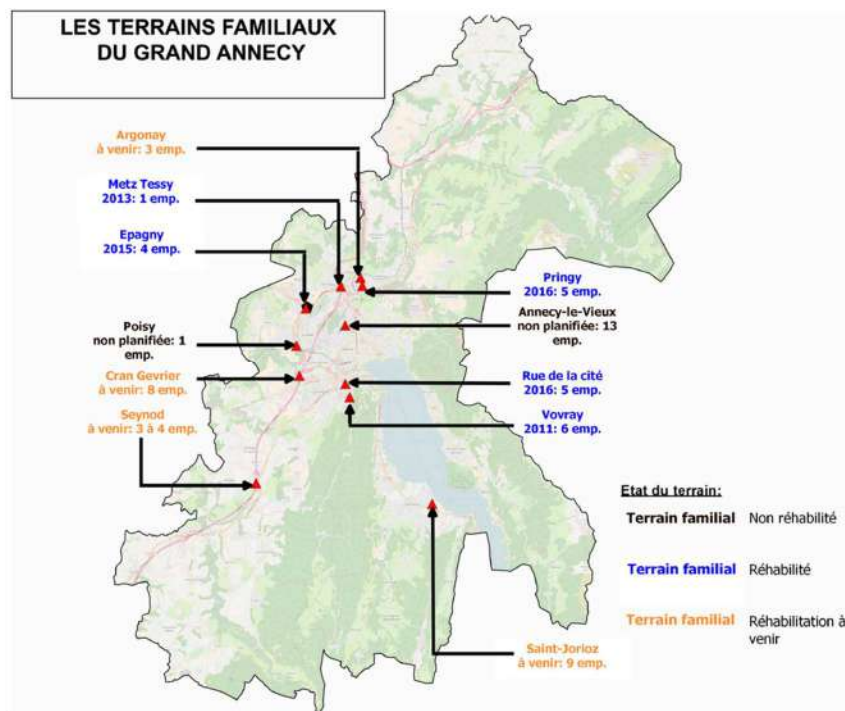 LES TERRAINS FAMILIAUX
DU GRAND ANNECY
Argonay
à venir: 3 emp.
Metz Tessy
2013: 1 emp.
Epagny
2015: 4 emp.
Pringy
2016: 5 emp.
Annecy-le-Vieux
non planifiée: 13
emp.
Poisy
non planifiée: 1
emp.
Cran Gevrier
à venir: 8 emp.
Rue de la cité
2016: 5 emp.
Seynod
à venir: 3 à 4 emp.
Vovray
2011: 6 emp.
Etat du terrain:
Terrain familial Non réhabilité
Terrain familial Réhabilité
Terrain familial Réhabilitation à
venir
Saint-Jorioz
à venir: 9 emp.